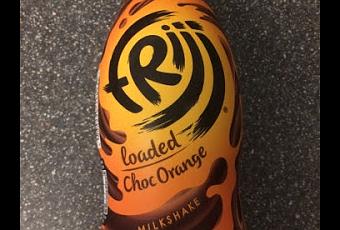 FRijj
loaded
Choc Orange
MILKSHAKE